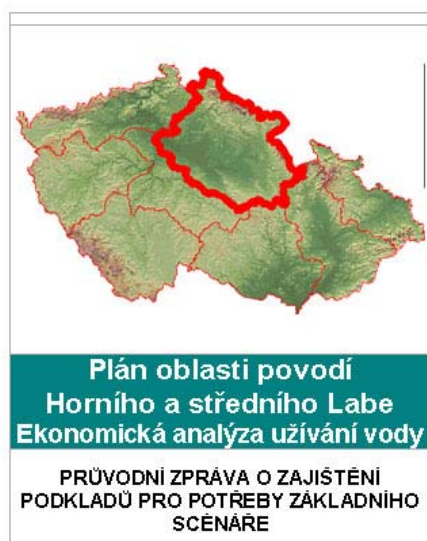 Plán oblasti povodí
Horního a středního Labe
Ekonomická analýza užívání vody
PRŮVODNÍ ZPRÁVA O ZAJIŠTĚNÍ
PODKLADŮ PRO POTŘEBY ZÁKLADNÍHO
SCÉNÁŘE